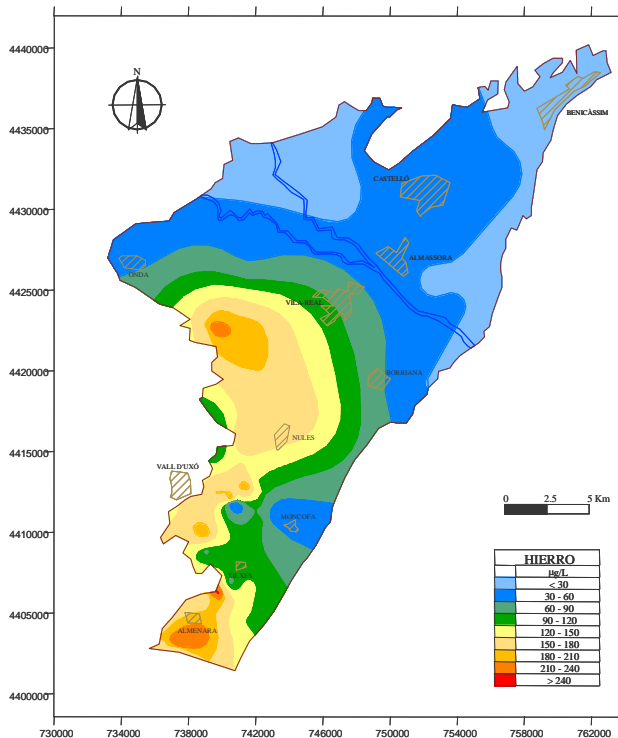 4440000
4435000
4430000
4425000
4420000
4415000
4410000
4405000
4400000
N
BENICÀSSIM
CASTELLÓ
ALMASSORA
ONDA
VILA REAL
BORRIANA
NULES
VALL D'UXÓ
MONCOFA
XILXES
ALMENARA
0 2.5 5 Km
HIERRO
µg/L
< 30
30 - 60
60 - 90
90 - 120
120 - 150
150 - 180
180 - 210
210 - 240
> 240
730000 734000 738000 742000 746000 750000 754000 758000 762000